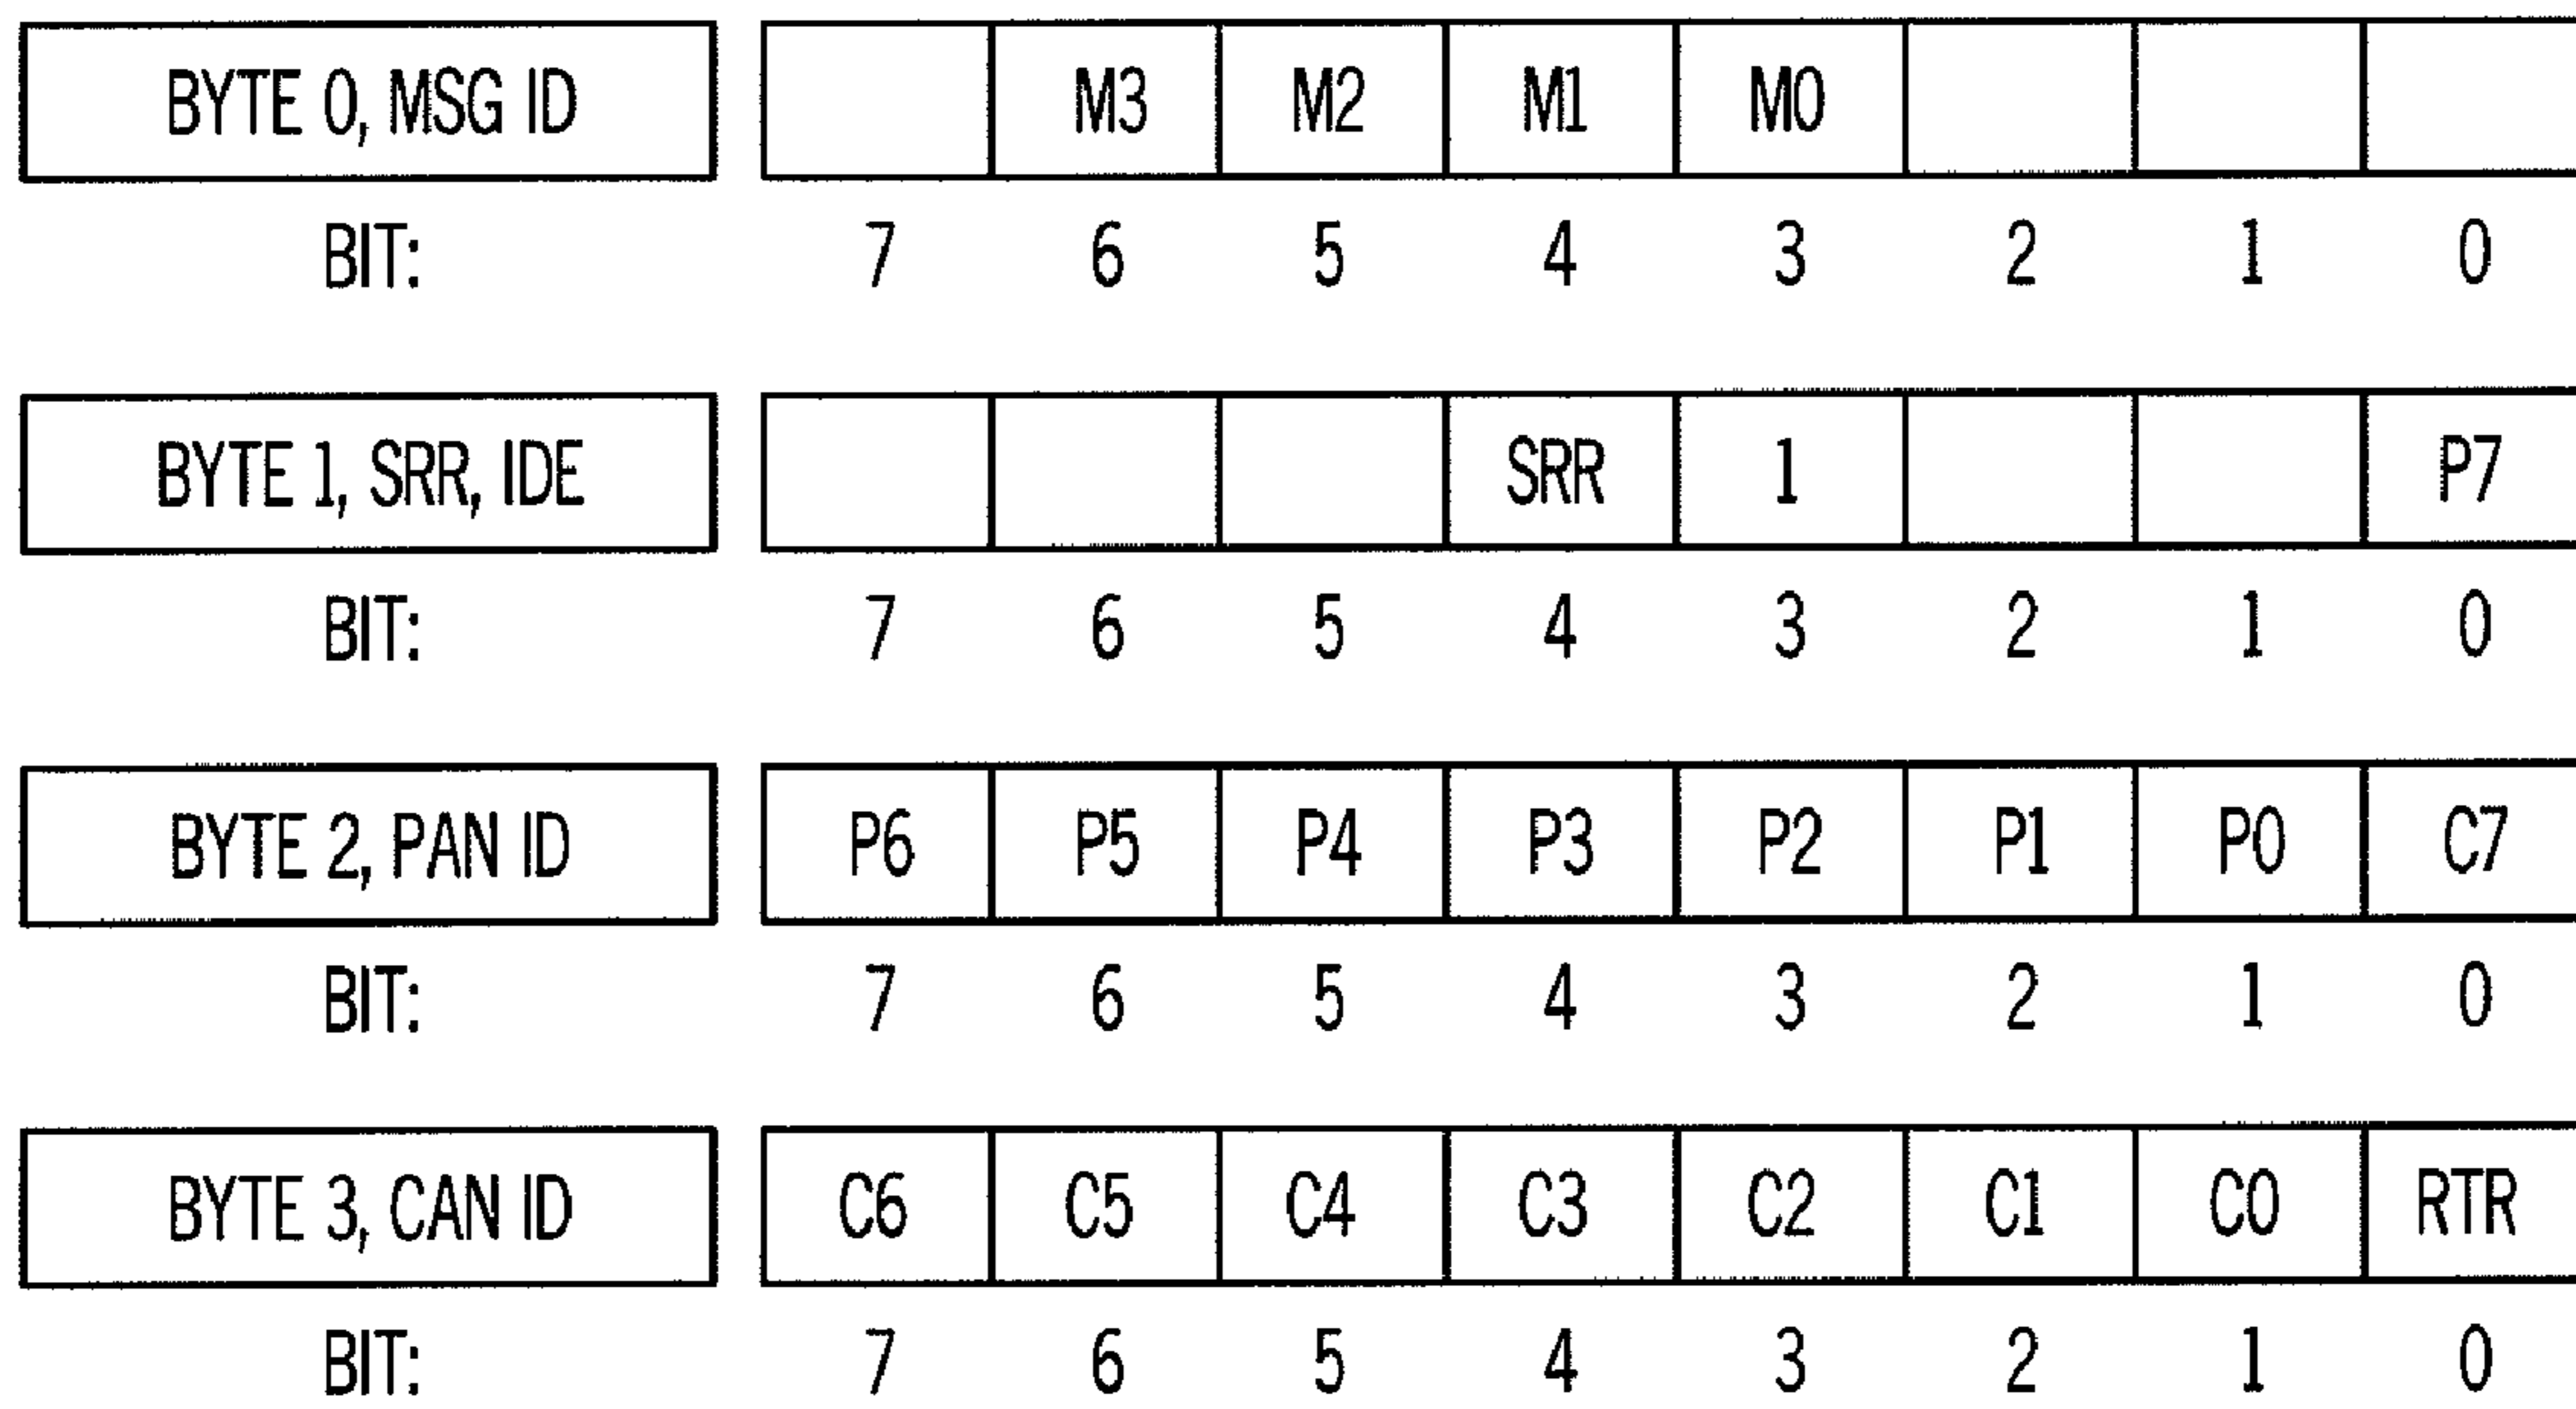 BYTE 0, MSG ID M3 M2 M1 M0
BIT: 7 6 5 4 3 2 1 0
BYTE 1, SRR, IDE SRR 1 P7
BIT: 7 6 5 4 3 2 1 0
BYTE 2, PAN ID P6 P5 P4 P3 P2 P1 P0 C7
BIT: 7 6 5 4 3 2 1 0
BYTE 3, CAN ID C6 C5 C4 C3 C2 C1 C0 RTR
BIT: 7 6 5 4 3 2 1 0